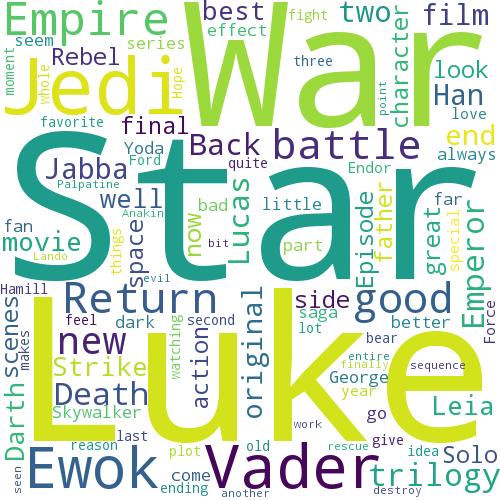 Empire
best
effect
War
fight
two
film
moment
seem
whole
Rebel
series
Jedi
Hope
three
point
character
look
Han
favorite
final
Star
battle
love
end
always
Yoda
Ford
Back
quite
Jabba
Palpatine
well
Anakin
now
bad
Lucas
little
Endor
Episode
father
far
great
special
Emperor
fan
movie
Lando
things
space
bit
part
evil
Hamill
Return
original
side
saga
lot
good
better
Force
scenes
makes
feel
dark
watching
second
action
Luke
bear
new
Strike
entire
finally
sequence
George
year
Darth
Death
Skywalker
go
Leia
reason
last
plot
old
work
give
rescue
idea
Solo
seen
Ewok
come
ending
Vader
another
destroy
trilogy